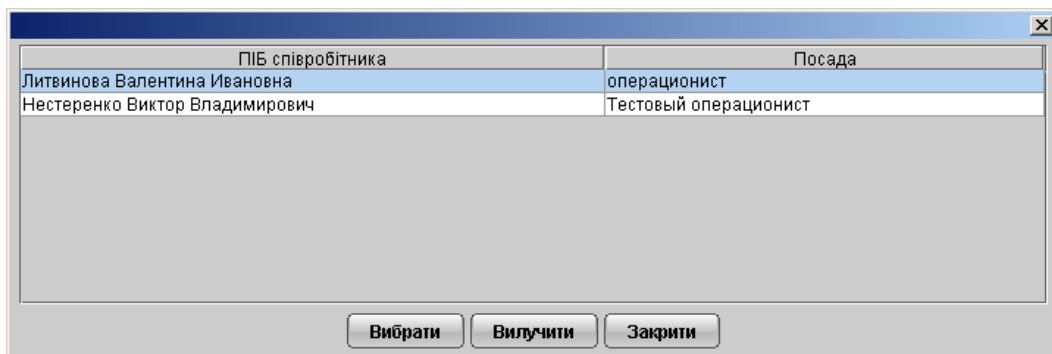 ПІБ співробітника Посада
Литвинова Валентина Ивановна операционист
Нестеренко Виктор Владимирович Тестовый операционист
Вибрати Вилучити Закрити